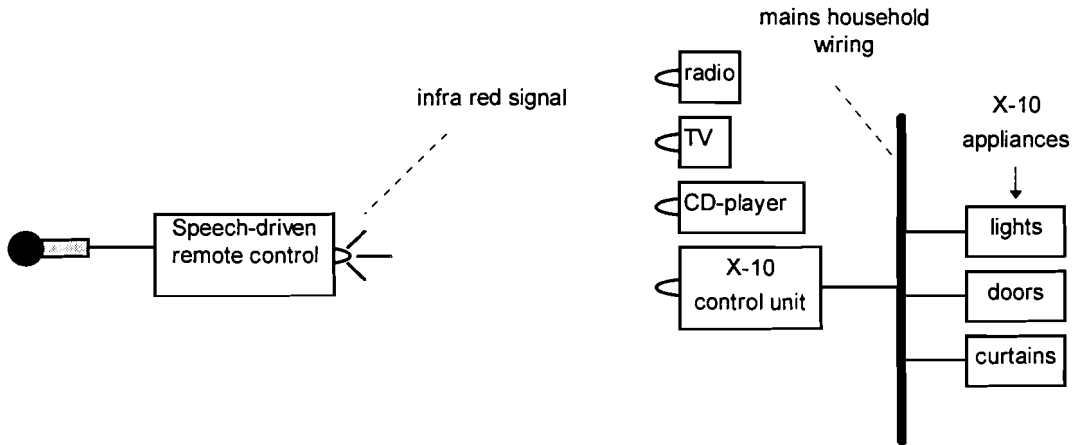 mains household
wiring
radio
infra red signal
X-10
appliances
TV
CD-player
Speech-driven
remote control
lights
X-10
control unit
doors
curtains